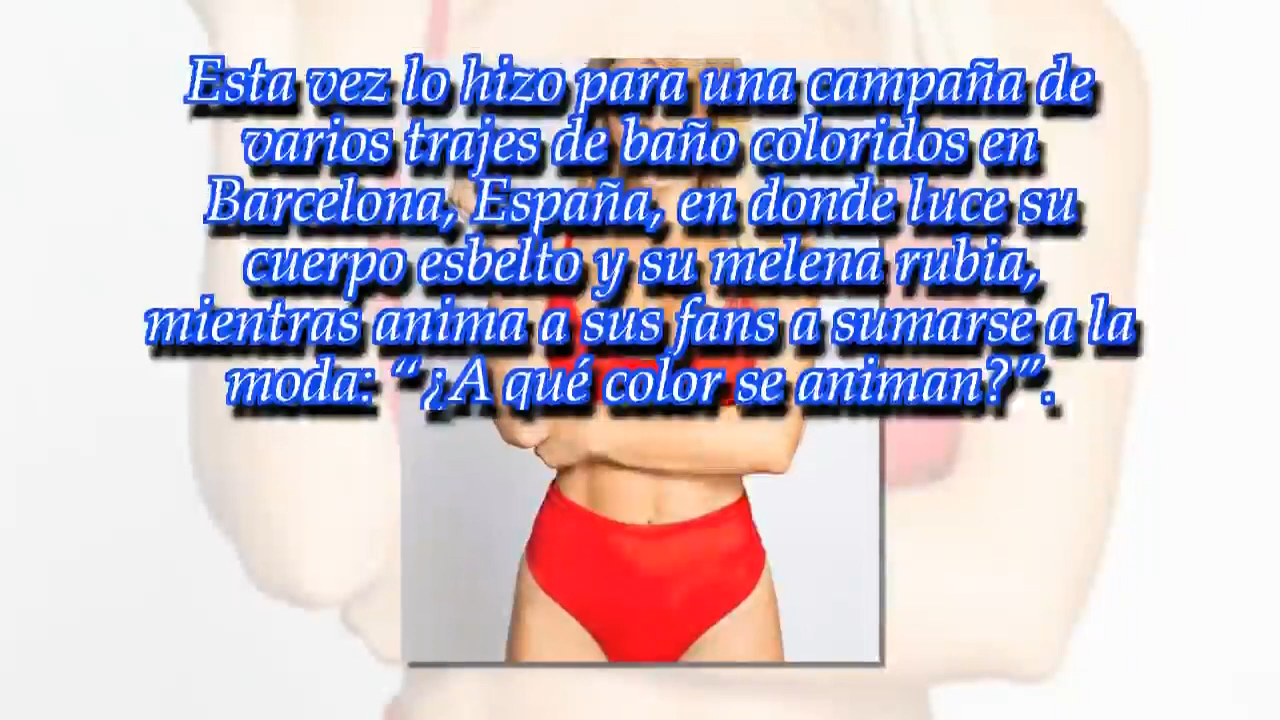 Esta vez lo hizo para una campaña de
varios trajes de baño coloridos en
Barcelona, España, en donde luce su
cuerpo esbelto y su melena rubia,
mientras anima a sus fans a sumarse a la
moda: “¿A qué color se animan?”.